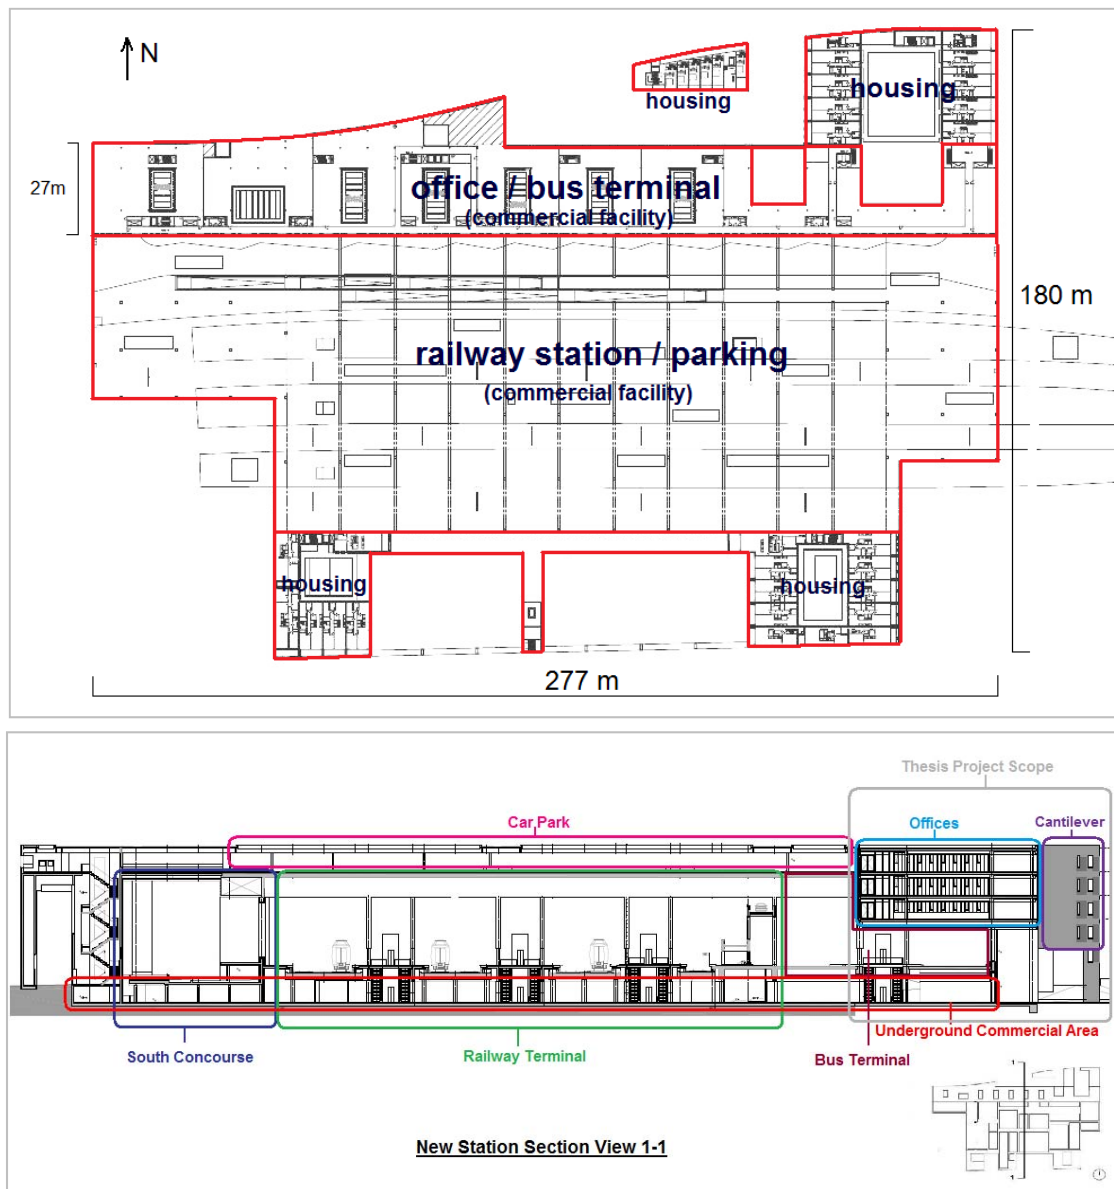 N
housing
housing
27m
office / bus terminal
(commercial facility)
180 m
railway station / parking
(commercial facility)
housing
housing
277 m
Thesis Project Scope
Car Park
Offices
Cantilever
Underground Commercial Area
South Concourse
Railway Terminal
Bus Terminal
1
New Station Section View 1-1
1